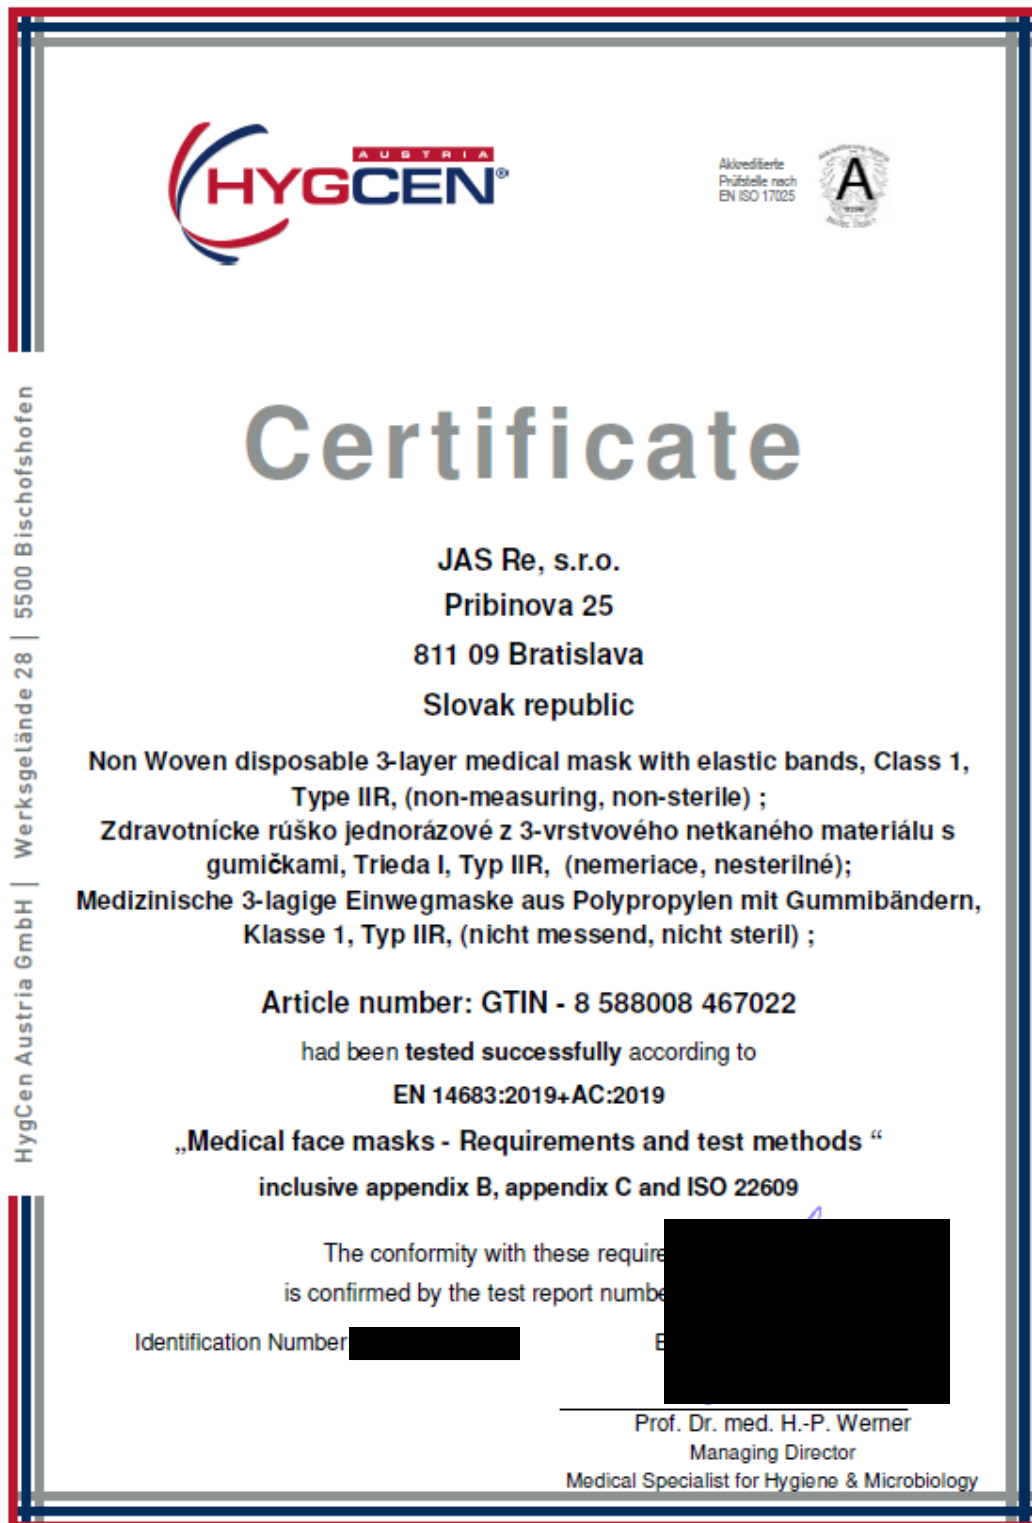 AUSTRIA
HYGCEN®
Akkreditierte
Prüfstelle nach
EN ISO 17025
A
HygCen Austria GmbH | Werksgelände 28 | 5500 Bischofshofen
Certificate
JAS Re, s.r.o.
Pribinova 25
811 09 Bratislava
Slovak republic
Non Woven disposable 3-layer medical mask with elastic bands, Class 1,
Type IIR, (non-measuring, non-sterile) ;
Zdravotnícke rúško jednorázové z 3-vrstvového netkaného materiálu s
gumičkami, Trieda I, Typ IIR, (nemeriace, nesterilné);
Medizinische 3-lagige Einwegmaske aus Polypropylen mit Gummibändern,
Klasse 1, Typ IIR, (nicht messend, nicht steril) ;
Article number: GTIN - 8 588008 467022
had been tested successfully according to
EN 14683:2019+AC:2019
„Medical face masks - Requirements and test methods “
inclusive appendix B, appendix C and ISO 22609
The conformity with these require
is confirmed by the test report numbe
Identification Number
Prof. Dr. med. H.-P. Werner
Managing Director
Medical Specialist for Hygiene & Microbiology